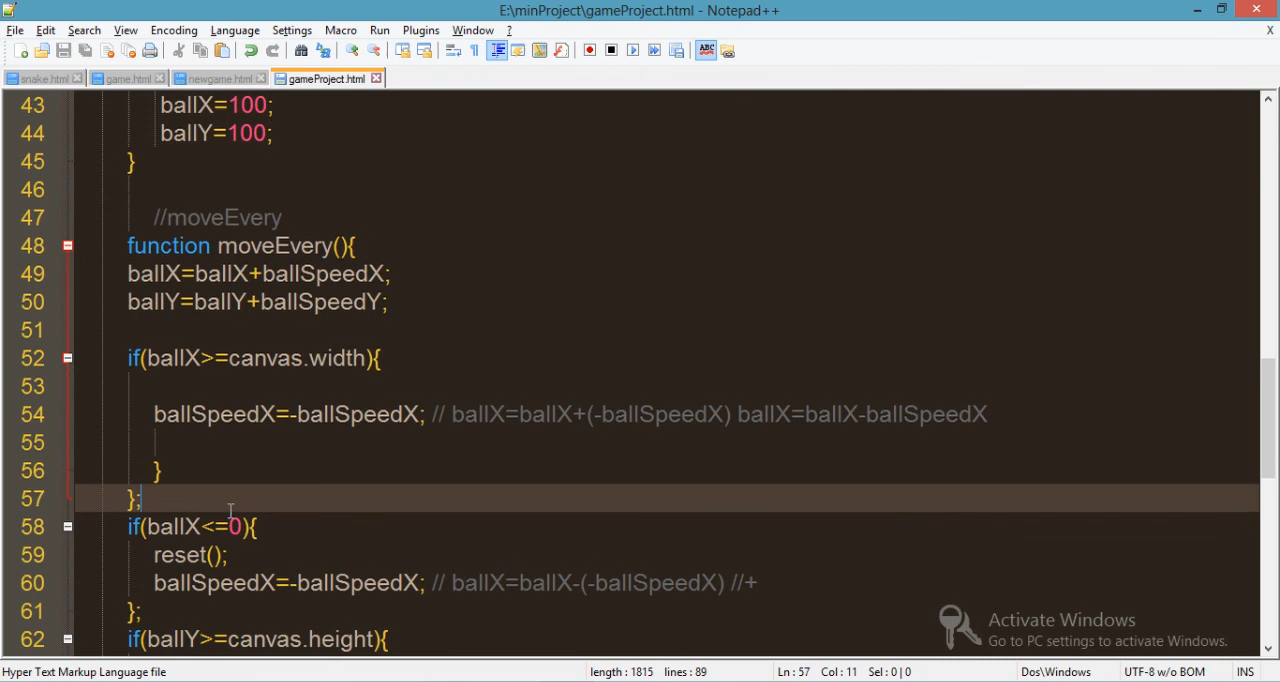 E:\minProject\gameProject.html - Notepad++
File Edit Search View Encoding Language Settings Macro Run Plugins Window ? X
snake.html game.html newgame.html gameProject.html
43 ballX=100;
44 ballY=100;
45 }
46
47 //moveEvery
48 function moveEvery(){
49 ballX=ballX+ballSpeedX;
50 ballY=ballY+ballSpeedY;
51
52 if(ballX>=canvas.width){
53
54 ballSpeedX=-ballSpeedX; // ballX=ballX+(-ballSpeedX) ballX=ballX-ballSpeedX
55
56 }
57 };
58 if(ballX<=0){
59 reset();
60 ballSpeedX=-ballSpeedX; // ballX=ballX-(-ballSpeedX) //+
61 };
62 if(ballY>=canvas.height){
Activate Windows
Go to PC settings to activate Windows.
Hyper Text Markup Language file length : 1815 lines : 89 Ln : 57 Col : 11 Sel : 0 | 0 Dos\Windows UTF-8 w/o BOM INS